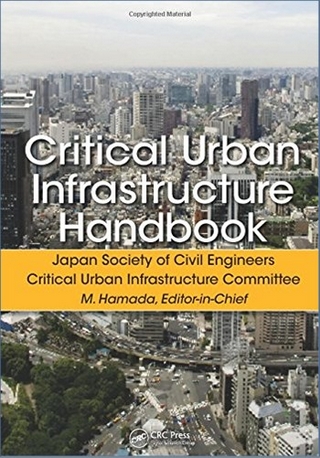 Copyrighted Material
Critical Urban
Infrastructure
Handbook
Japan Society of Civil Engineers
Critical Urban Infrastructure Committee
M. Hamada, Editor-in-Chief
CRC
CRC Press